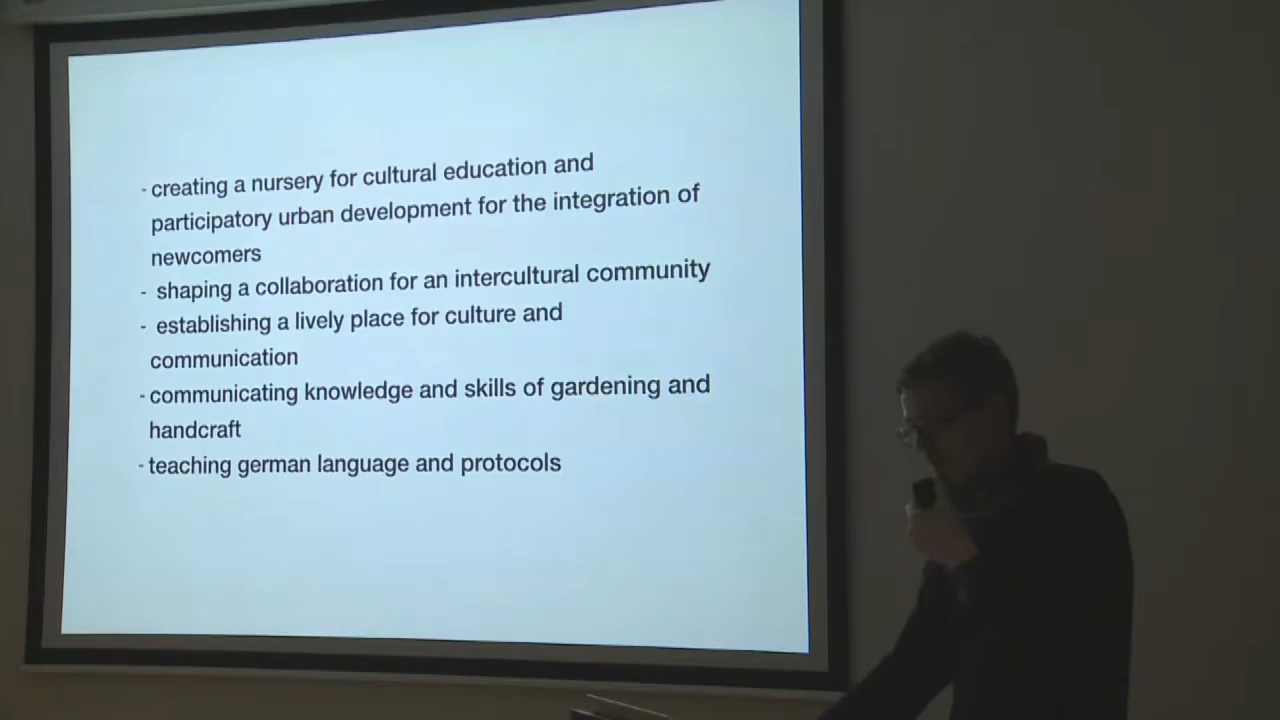 - creating a nursery for cultural education and
participatory urban development for the integration of
newcomers
- shaping a collaboration for an intercultural community
- establishing a lively place for culture and
communication
- communicating knowledge and skills of gardening and
handcraft
- teaching german language and protocols